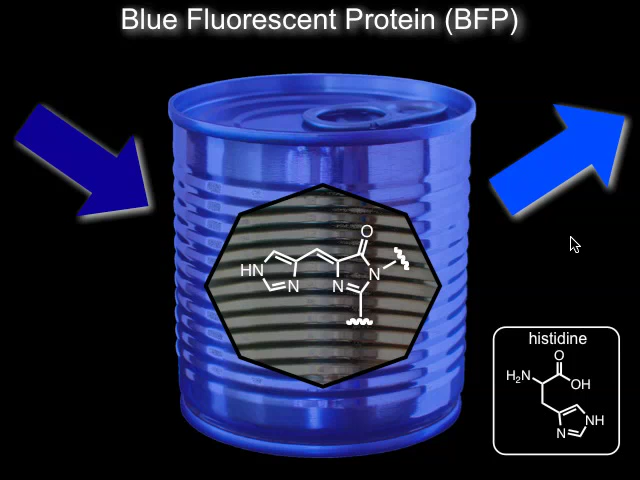 Blue Fluorescent Protein (BFP)
O
HN
N
N
N
histidine
O
H₂N
OH
NH
N